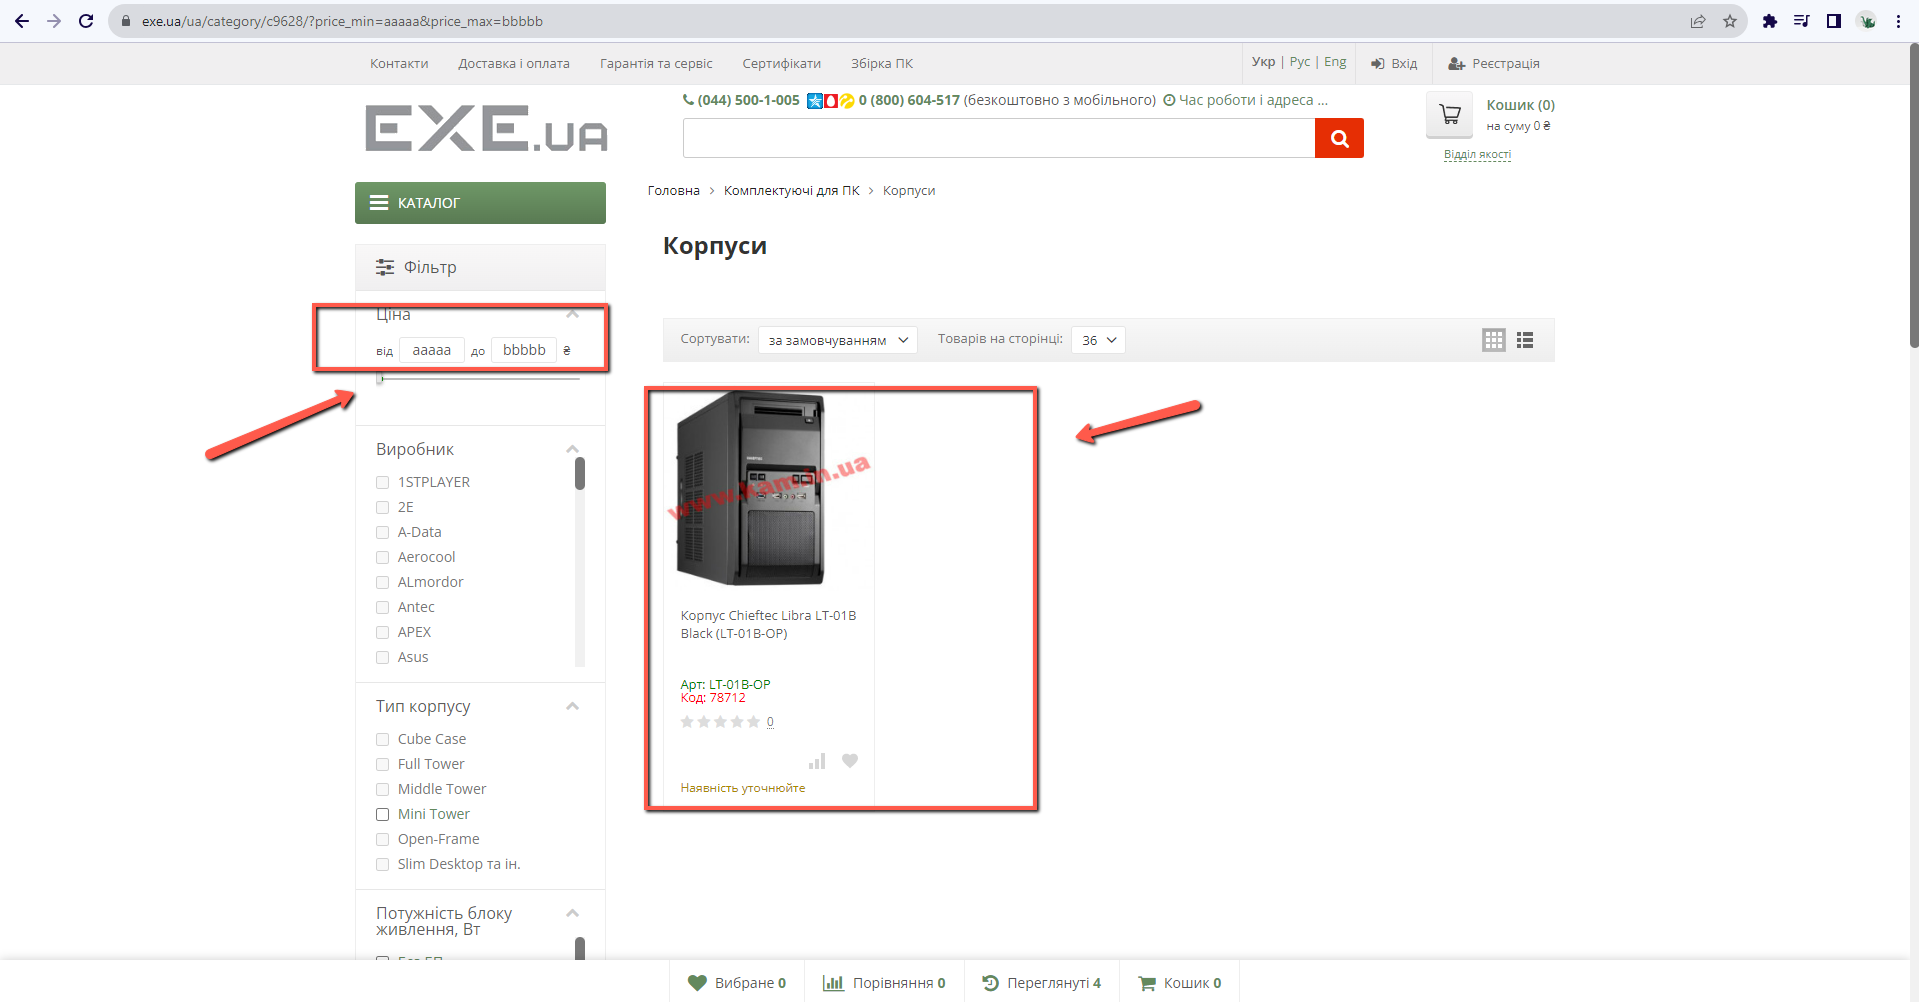 exe.ua/ua/category/c9628/?price_min=aaaaa&price_max=bbbbb
Контакти Доставка і оплата Гарантія та сервіс Сертифікати Збірка ПК Укр | Рус | Eng Вхід Реєстрація
EXE.UA
(044) 500-1-005 0 (800) 604-517 (безкоштовно з мобільного) Час роботи і адреса ...
Кошик (0)
на суму 0 ₴
Відділ якості
КАТАЛОГ
Головна > Комплектуючі для ПК > Корпуси
Корпуси
Фільтр
Ціна
від aaaaa до bbbbb ₴
Сортувати: за замовчуванням Товарів на сторінці: 36
Виробник
1STPLAYER
2E
A-Data
Aerocool
ALmordor
Antec
APEX
Asus
Тип корпусу
Cube Case
Full Tower
Middle Tower
Mini Tower
Open-Frame
Slim Desktop та ін.
Потужність блоку
живлення, Вт
Без БП
www.kam.in.ua
Корпус Chieftec Libra LT-01B
Black (LT-01B-OP)
Арт: LT-01B-OP
Код: 78712
0
Наявність уточнюйте
Вибране 0 Порівняння 0 Переглянуті 4 Кошик 0